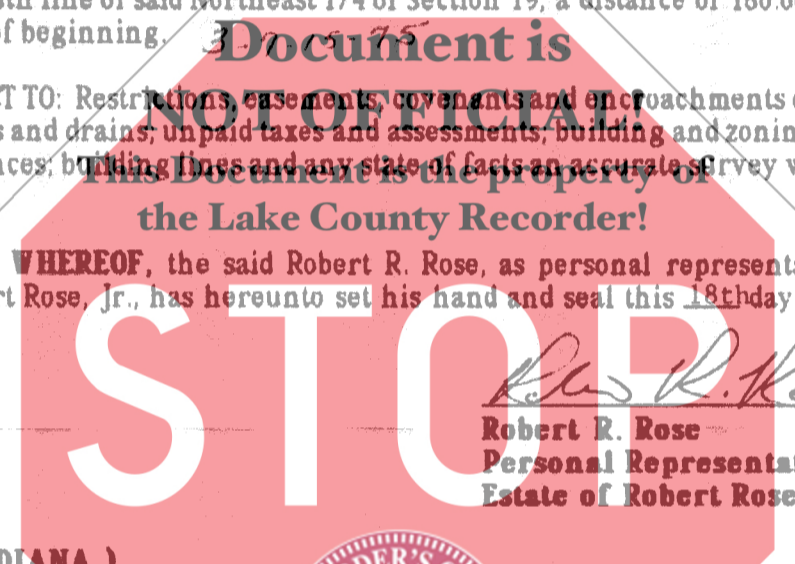 line of said Northeast 1/4 of Section 19, a distance of 180.
of beginning.
Document is
NOT OFFICIAL!
T TO: Restrictions, easements, covenants and encroachments
s and drains; unpaid taxes and assessments; building and zonin
This Document is the property of
ces; building lines and any state of facts an accurate survey w
the Lake County Recorder!
WHEREOF, the said Robert R. Rose, as personal represent
rt Rose, Jr., has hereunto set his hand and seal this 18th day
STOP
Robert R. Rose
Personal Representa
Estate of Robert Rose
DIANA )
DER'S